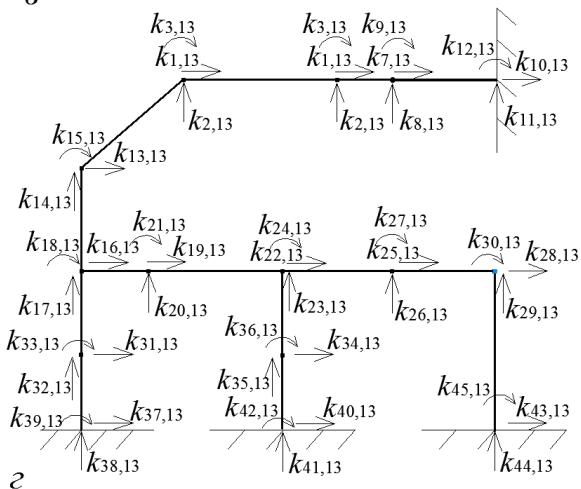 k3,13 k3,13 k9,13
k1,13 k1,13 k7,13 k12,13 k10,13
k2,13 k2,13 k8,13 k11,13
k15,13 k13,13
k14,13
k18,13 k16,13 k21,13 k19,13 k24,13 k22,13 k27,13 k25,13 k30,13 k28,13
k17,13 k20,13 k23,13 k26,13 k29,13
k33,13 k31,13 k36,13 k34,13
k32,13 k35,13 k45,13
k39,13 k37,13 k42,13 k40,13 k43,13
k38,13 k41,13 k44,13
г